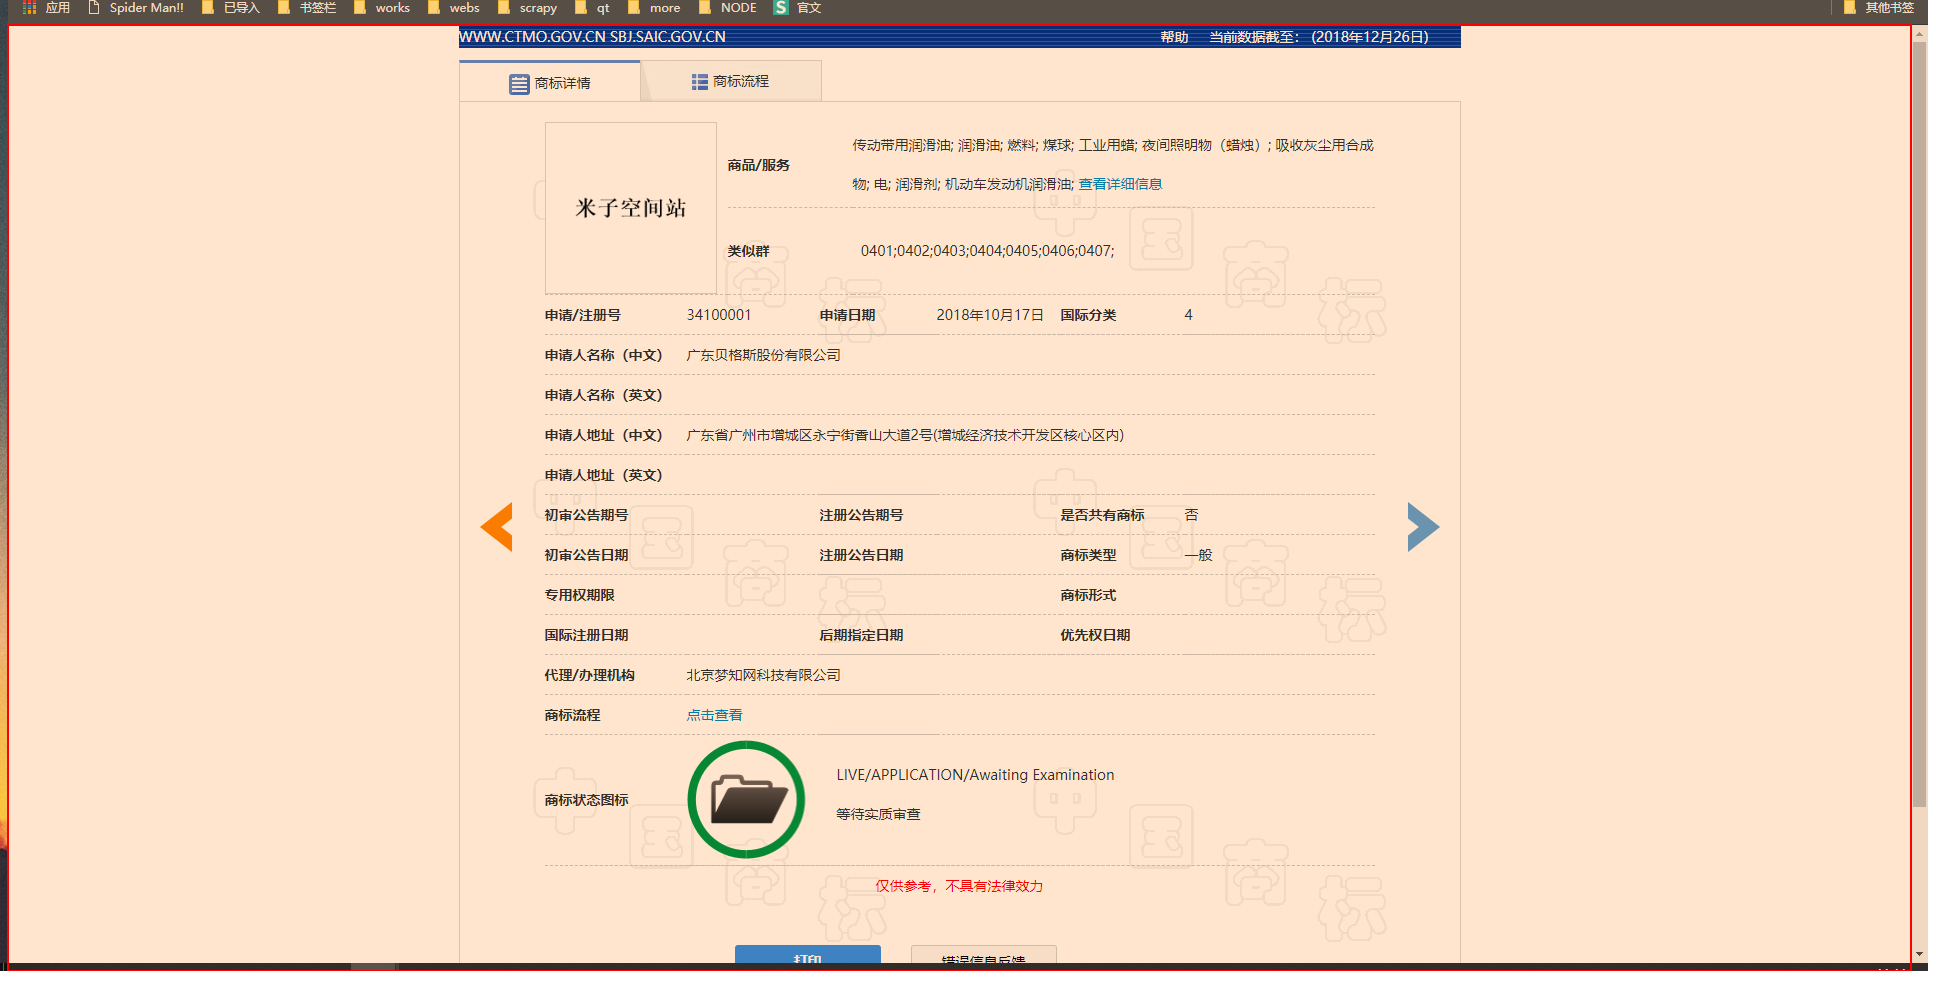 应用 Spider Man!! 已导入 书签栏 works webs scrapy qt more NODE S 官文 其他书签
WWW.CTMO.GOV.CN SBJ.SAIC.GOV.CN 帮助 当前数据截至： (2018年12月26日)
商标详情 商标流程
米子空间站
商品/服务
传动带用润滑油; 润滑油; 燃料; 煤球; 工业用蜡; 夜间照明物（蜡烛）; 吸收灰尘用合成
物; 电; 润滑剂; 机动车发动机润滑油; 查看详细信息
类似群 0401;0402;0403;0404;0405;0406;0407;
申请/注册号 34100001 申请日期 2018年10月17日 国际分类 4
申请人名称（中文） 广东贝格斯股份有限公司
申请人名称（英文）
申请人地址（中文） 广东省广州市增城区永宁街香山大道2号(增城经济技术开发区核心区内)
申请人地址（英文）
初审公告期号 注册公告期号 是否共有商标 否
初审公告日期 注册公告日期 商标类型 一般
专用权期限 商标形式
国际注册日期 后期指定日期 优先权日期
代理/办理机构 北京梦知网科技有限公司
商标流程 点击查看
商标状态图标
LIVE/APPLICATION/Awaiting Examination
等待实质审查
仅供参考，不具有法律效力
打印 错误信息反馈